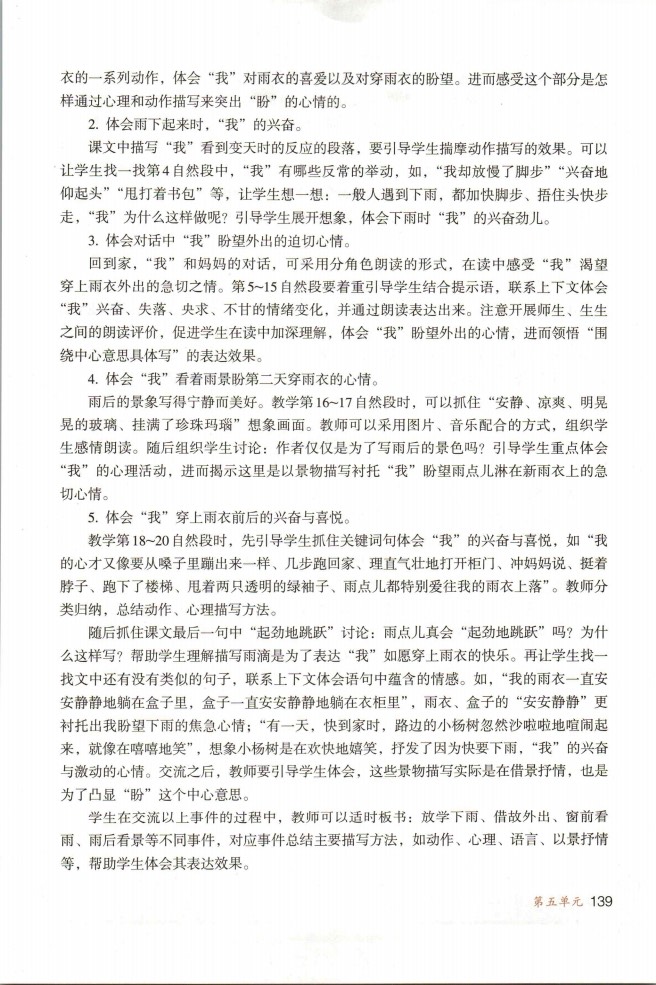 衣的一系列动作，体会“我”对雨衣的喜爱以及对穿雨衣的盼望。进而感受这个部分是怎
样通过心理和动作描写来突出“盼”的心情的。
2. 体会雨下起来时，“我”的兴奋。
课文中描写“我”看到变天时的反应的段落，要引导学生揣摩动作描写的效果。可以
让学生找一找第4自然段中，“我”有哪些反常的举动，如，“我却放慢了脚步”“兴奋地
仰起头”“甩打着书包”等，让学生想一想：一般人遇到下雨，都加快脚步、捂住头快步
走，“我”为什么这样做呢？引导学生展开想象，体会下雨时“我”的兴奋劲儿。
3. 体会对话中“我”盼望外出的迫切心情。
回到家，“我”和妈妈的对话，可采用分角色朗读的形式，在读中感受“我”渴望
穿上雨衣外出的急切之情。第5~15自然段要着重引导学生结合提示语，联系上下文体会
“我”兴奋、失落、央求、不甘的情绪变化，并通过朗读表达出来。注意开展师生、生生
之间的朗读评价，促进学生在读中加深理解，体会“我”盼望外出的心情，进而领悟“围
绕中心意思具体写”的表达效果。
4. 体会“我”看着雨景盼第二天穿雨衣的心情。
雨后的景象写得宁静而美好。教学第16~17自然段时，可以抓住“安静、凉爽、明晃
晃的玻璃、挂满了珍珠玛瑙”想象画面。教师可以采用图片、音乐配合的方式，组织学
生感情朗读。随后组织学生讨论：作者仅仅是为了写雨后的景色吗？引导学生重点体会
“我”的心理活动，进而揭示这里是以景物描写衬托“我”盼望雨点儿淋在新雨衣上的急
切心情。
5. 体会“我”穿上雨衣前后的兴奋与喜悦。
教学第18~20自然段时，先引导学生抓住关键词句体会“我”的兴奋与喜悦，如“我
的心才又像要从嗓子里蹦出来一样、几步跑回家、理直气壮地打开柜门、冲妈妈说、挺着
脖子、跑下了楼梯、甩着两只透明的绿袖子、雨点儿都特别爱往我的雨衣上落”。教师分
类归纳，总结动作、心理描写方法。
随后抓住课文最后一句中“起劲地跳跃”讨论：雨点儿真会“起劲地跳跃”吗？为什
么这样写？帮助学生理解描写雨滴是为了表达“我”如愿穿上雨衣的快乐。再让学生找一
找文中还有没有类似的句子，联系上下文体会语句中蕴含的情感。如，“我的雨衣一直安
安静静地躺在盒子里，盒子一直安安静静地躺在衣柜里”，雨衣、盒子的“安安静静”更
衬托出我盼望下雨的焦急心情；“有一天，快到家时，路边的小杨树忽然沙啦啦地喧闹起
来，就像在嘻嘻地笑”，想象小杨树是在欢快地嬉笑，抒发了因为快要下雨，“我”的兴奋
与激动的心情。交流之后，教师要引导学生体会，这些景物描写实际是在借景抒情，也是
为了凸显“盼”这个中心意思。
学生在交流以上事件的过程中，教师可以适时板书：放学下雨、借故外出、窗前看
雨、雨后看景等不同事件，对应事件总结主要描写方法，如动作、心理、语言、以景抒情
等，帮助学生体会其表达效果。
第五单元 139